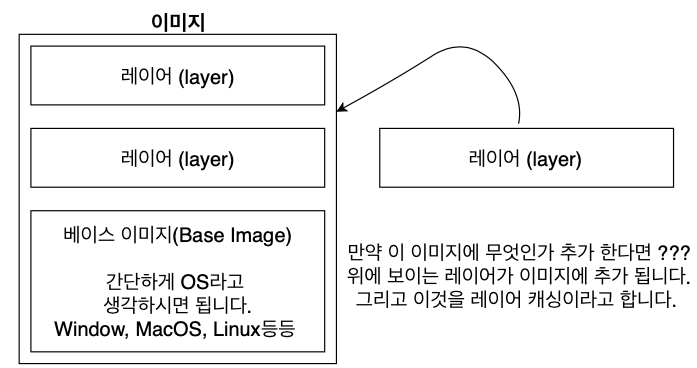 이미지
레이어 (layer)
레이어 (layer)
베이스 이미지(Base Image)
간단하게 OS라고
생각하시면 됩니다.
Window, MacOS, Linux등등
레이어 (layer)
만약 이 이미지에 무엇인가 추가 한다면 ???
위에 보이는 레이어가 이미지에 추가 됩니다.
그리고 이것을 레이어 캐싱이라고 합니다.